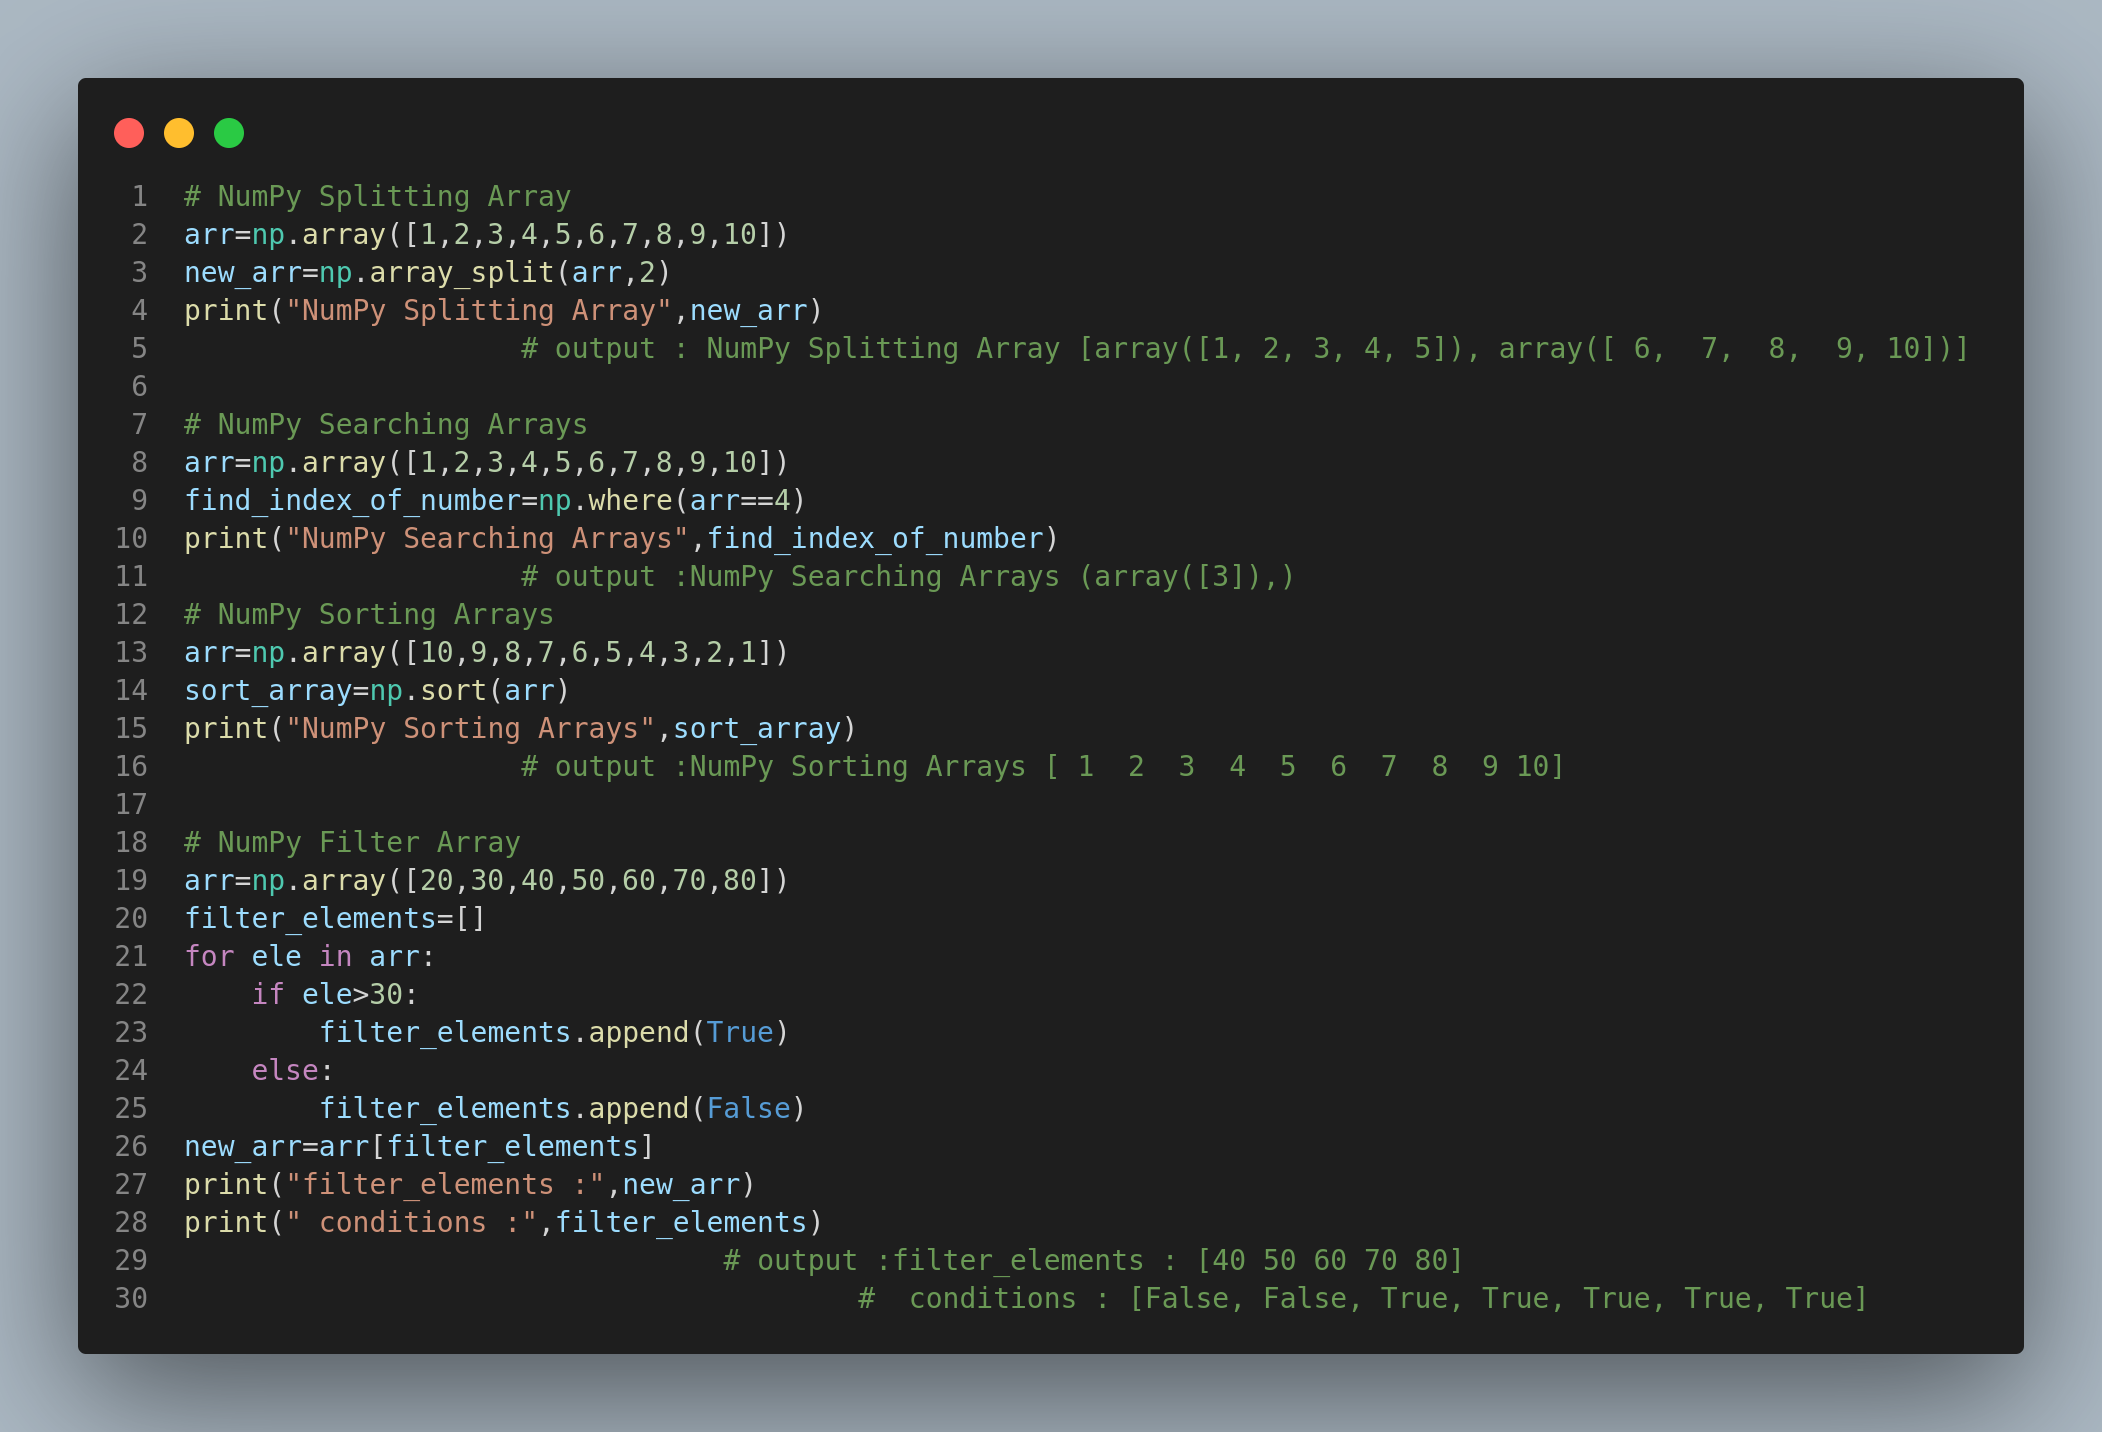 1 # NumPy Splitting Array
2 arr=np.array([1,2,3,4,5,6,7,8,9,10])
3 new_arr=np.array_split(arr,2)
4 print("NumPy Splitting Array",new_arr)
5                     # output : NumPy Splitting Array [array([1, 2, 3, 4, 5]), array([ 6,  7,  8,  9, 10])]
6
7 # NumPy Searching Arrays
8 arr=np.array([1,2,3,4,5,6,7,8,9,10])
9 find_index_of_number=np.where(arr==4)
10 print("NumPy Searching Arrays",find_index_of_number)
11                     # output :NumPy Searching Arrays (array([3]),)
12 # NumPy Sorting Arrays
13 arr=np.array([10,9,8,7,6,5,4,3,2,1])
14 sort_array=np.sort(arr)
15 print("NumPy Sorting Arrays",sort_array)
16                     # output :NumPy Sorting Arrays [ 1  2  3  4  5  6  7  8  9 10]
17
18 # NumPy Filter Array
19 arr=np.array([20,30,40,50,60,70,80])
20 filter_elements=[]
21 for ele in arr:
22     if ele>30:
23         filter_elements.append(True)
24     else:
25         filter_elements.append(False)
26 new_arr=arr[filter_elements]
27 print("filter_elements :",new_arr)
28 print(" conditions :",filter_elements)
29                                 # output :filter_elements : [40 50 60 70 80]
30                                         #  conditions : [False, False, True, True, True, True, True]